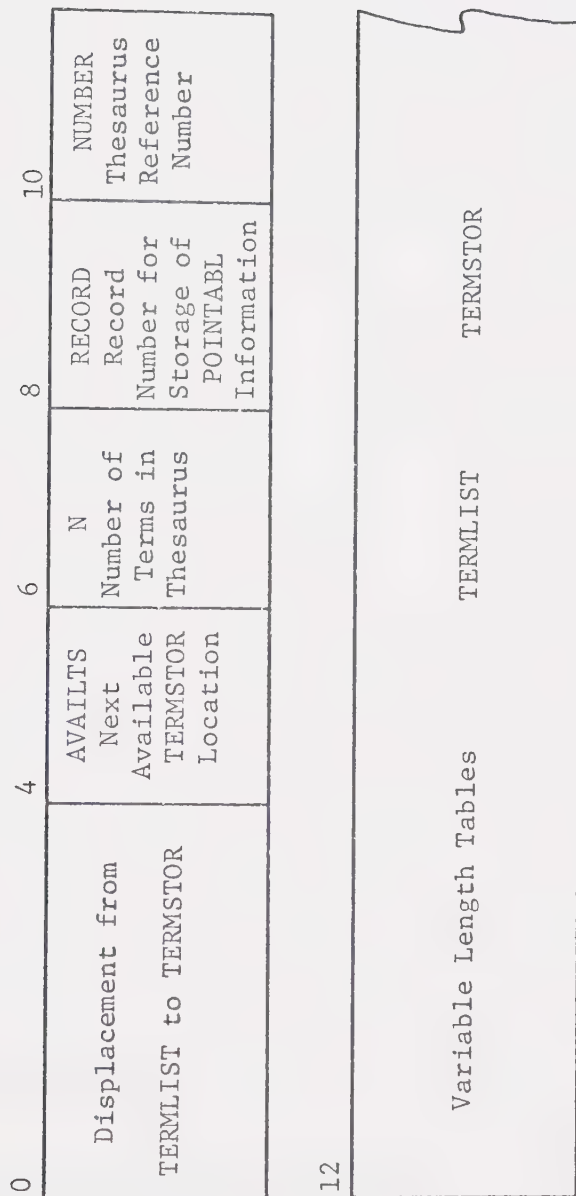 0
4
6
8
10
Displacement from
TERMLIST to TERMSTOR
AVAILTS
Next
Available
TERMSTOR
Location
N
Number of
Terms in
Thesaurus
RECORD
Record
Number for
Storage of
POINTABL
Information
NUMBER
Thesaurus
Reference
Number
12
Variable Length Tables
TERMLIST
TERMSTOR